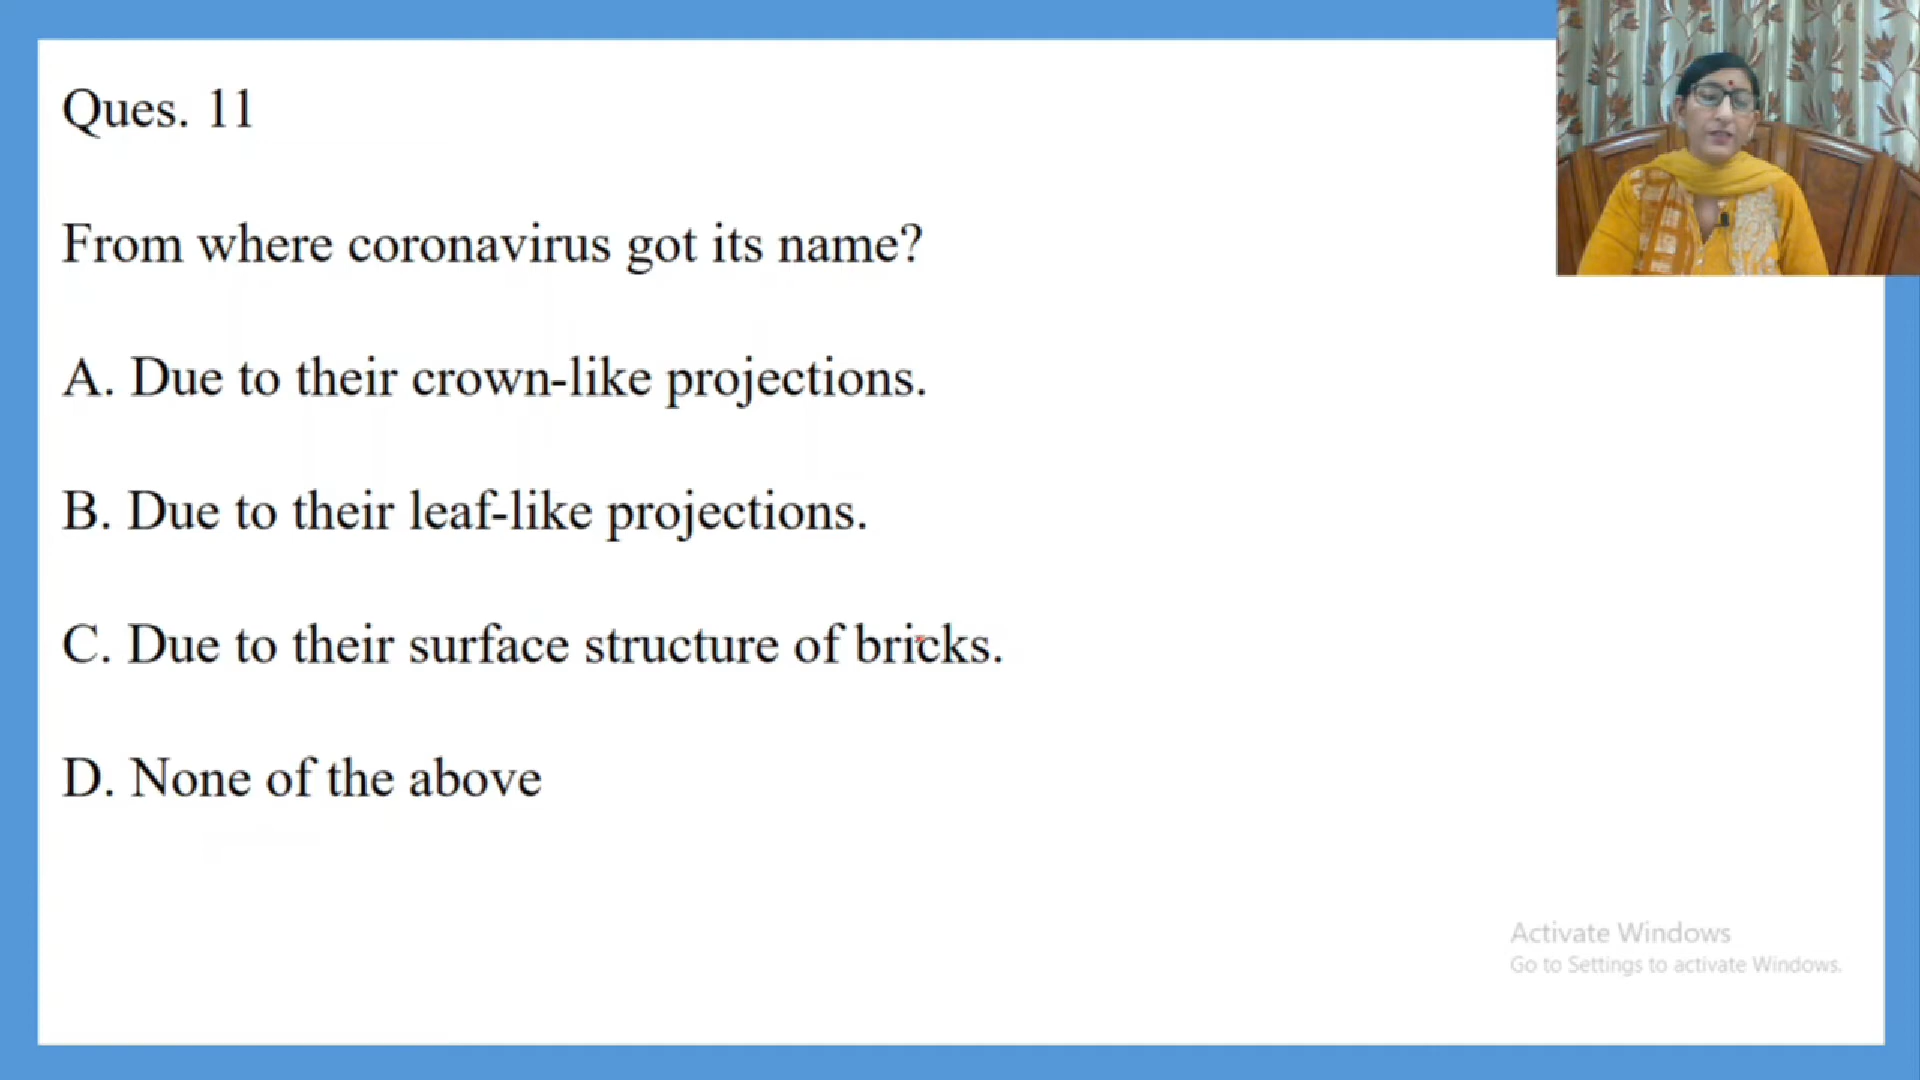 Ques. 11
From where coronavirus got its name?
A. Due to their crown-like projections.
B. Due to their leaf-like projections.
C. Due to their surface structure of bricks.
D. None of the above
Activate Windows
Go to Settings to activate Windows.